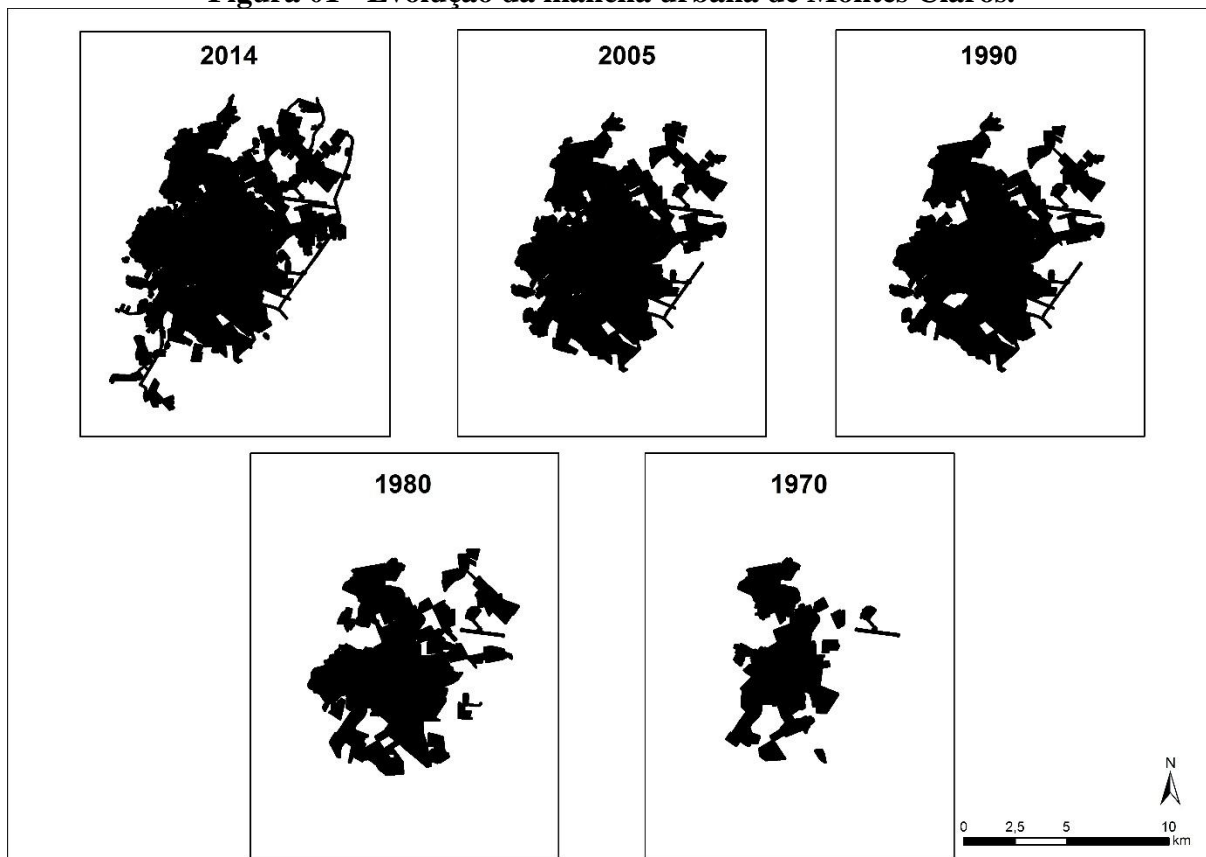 Figura 01 - Evolução da mancha urbana de Montes Claros.
2014 2005 1990
1980 1970
N
0 2,5 5 10
km